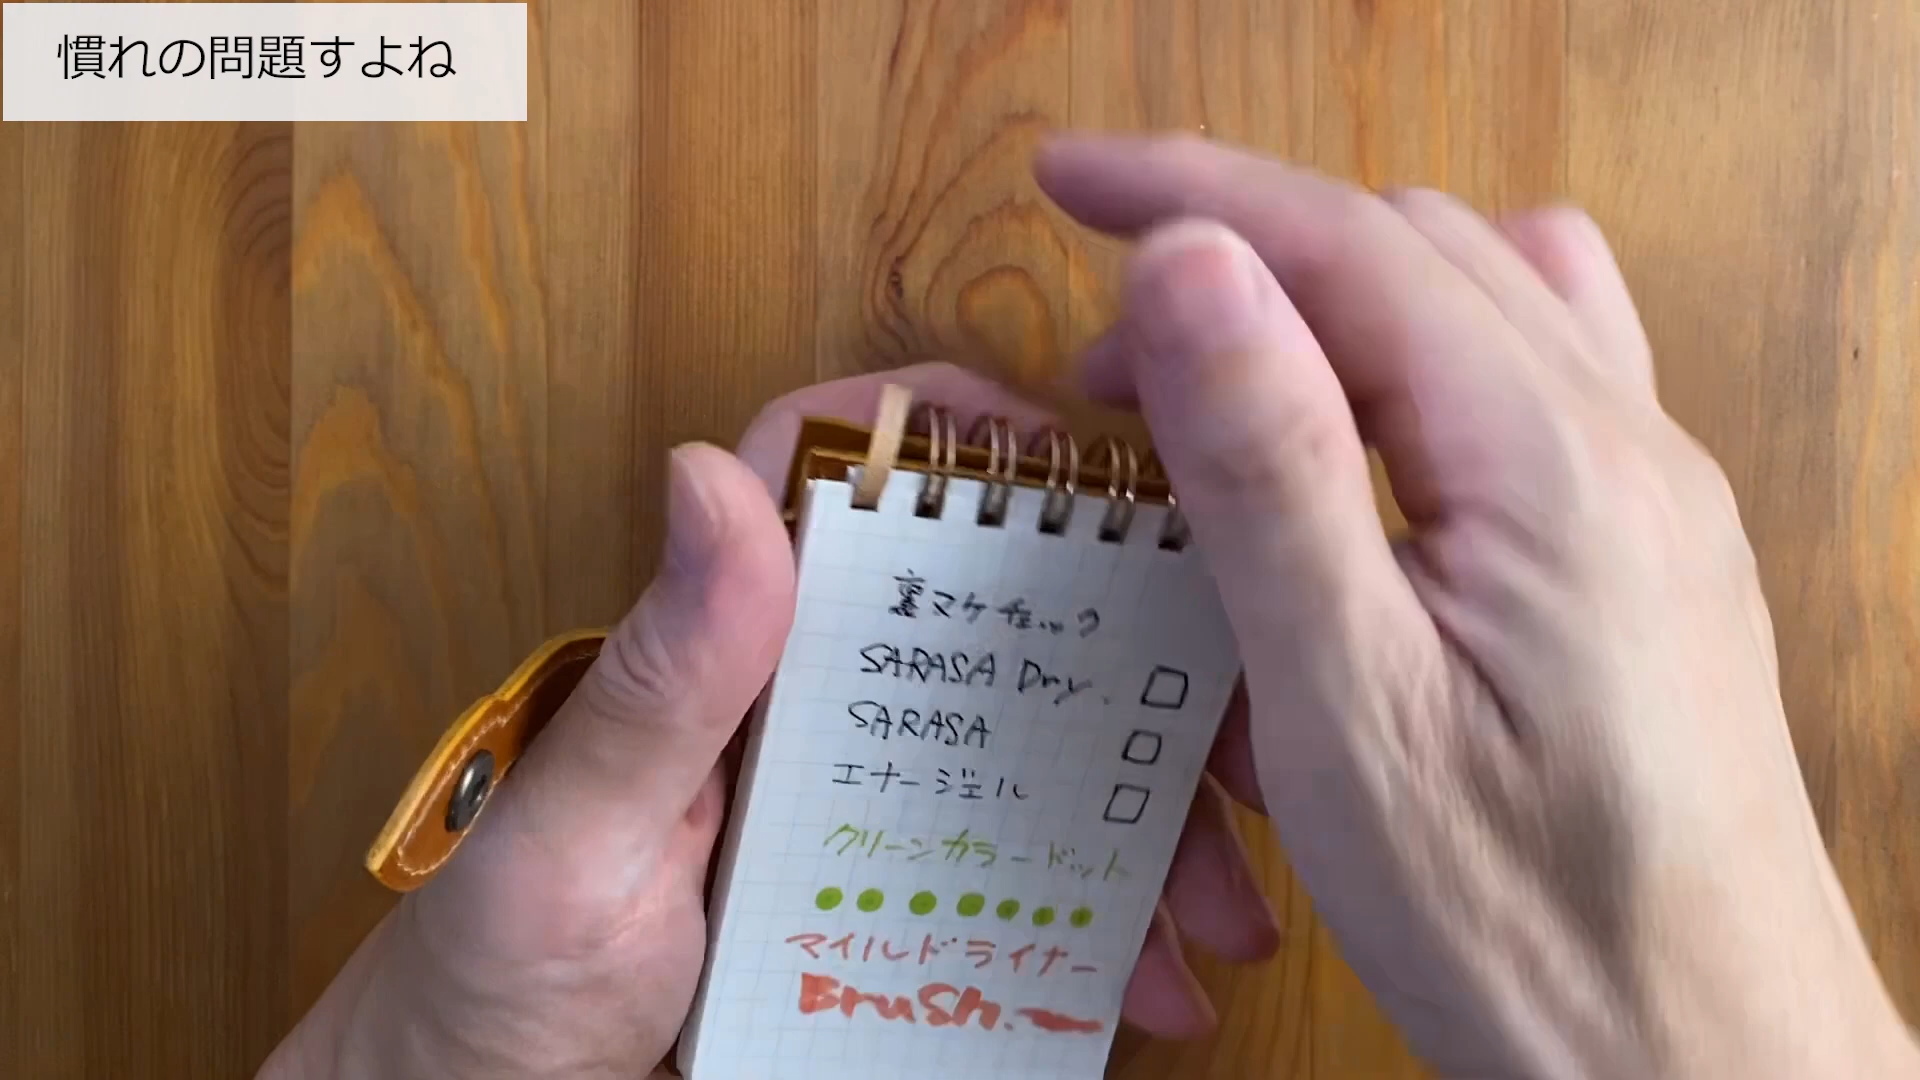 慣れの問題すよね
裏マケチェック
SARASA Dry.
SARASA
エナージェル
クリーンカラードット
マイルドライナー
Brush.